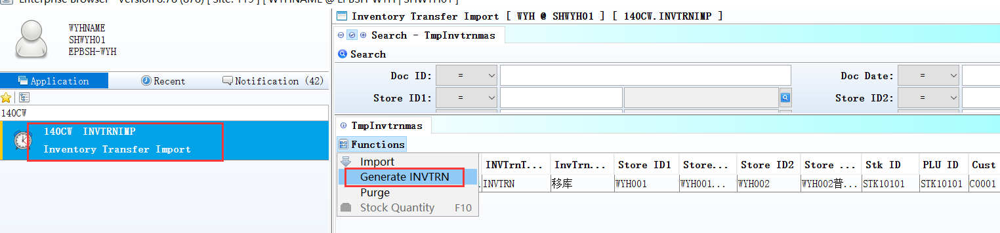 Enterprise Browser - Version 8.78 (878) [ Site: 119 ] [ WYHNAME @ EPBSH-WYH | SHWYH01 ]
WYHNAME
SHWYH01
EPBSH-WYH
Application Recent Notification (42)
140CW
140CW INVTRNIMP
Inventory Transfer Import
Inventory Transfer Import [ WYH @ SHWYH01 ] [ 140CW.INVTRNIMP ]
Search - TmpInvtrnmas
Search
Doc ID: = Doc Date: =
Store ID1: = Store ID2: =
TmpInvtrnmas
Functions
Import
Generate INVTRN
Purge
Stock Quantity F10
INVTrnT... InvTrn... Store ID1 Store... Store ID2 Store ... Stk ID PLU ID Cust
INVTRN 移库 WYH001 WYH001... WYH002 WYH002普... STK10101 STK10101 C0001